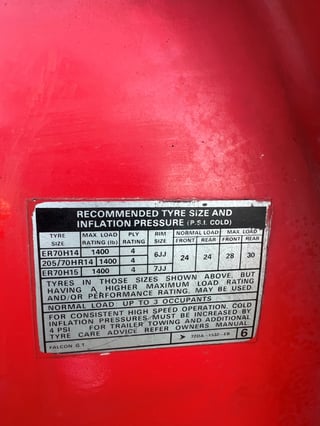 RECOMMENDED TYRE SIZE AND
INFLATION PRESSURE (P.S.I. COLD)
TYRE SIZE MAX. LOAD RATING (lb) PLY RATING RIM SIZE NORMAL LOAD FRONT REAR MAX. LOAD FRONT REAR
ER70H14 1400 4 6JJ 24 24 28 30
205/70HR14 1400 4
ER70H15 1400 4 7JJ
TYRES IN THOSE SIZES SHOWN ABOVE, BUT
HAVING A HIGHER MAXIMUM LOAD RATING
AND/OR PERFORMANCE RATING, MAY BE USED
NORMAL LOAD UP TO 3 OCCUPANTS
FOR CONSISTENT HIGH SPEED OPERATION, COLD
INFLATION PRESSURES MUST BE INCREASED BY
4 PSI FOR TRAILER TOWING AND ADDITIONAL
TYRE CARE ADVICE REFER OWNERS MANUAL
FALCON G.T. 6